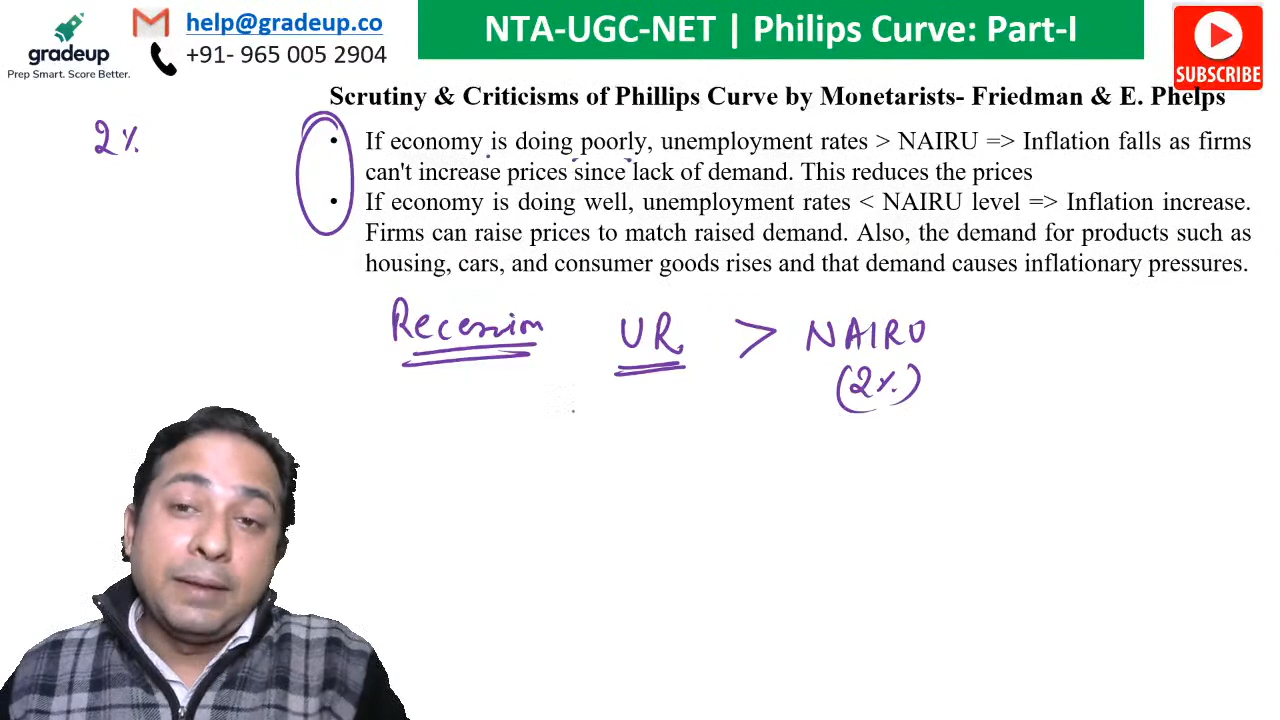 help@gradeup.co
NTA-UGC-NET | Philips Curve: Part-I
gradeup
Prep Smart. Score Better.
+91- 965 005 2904
SUBSCRIBE
Scrutiny & Criticisms of Phillips Curve by Monetarists- Friedman & E. Phelps
2%
• If economy is doing poorly, unemployment rates > NAIRU => Inflation falls as firms
can't increase prices since lack of demand. This reduces the prices
• If economy is doing well, unemployment rates < NAIRU level => Inflation increase.
Firms can raise prices to match raised demand. Also, the demand for products such as
housing, cars, and consumer goods rises and that demand causes inflationary pressures.
Recession UR > NAIRU
(2%)